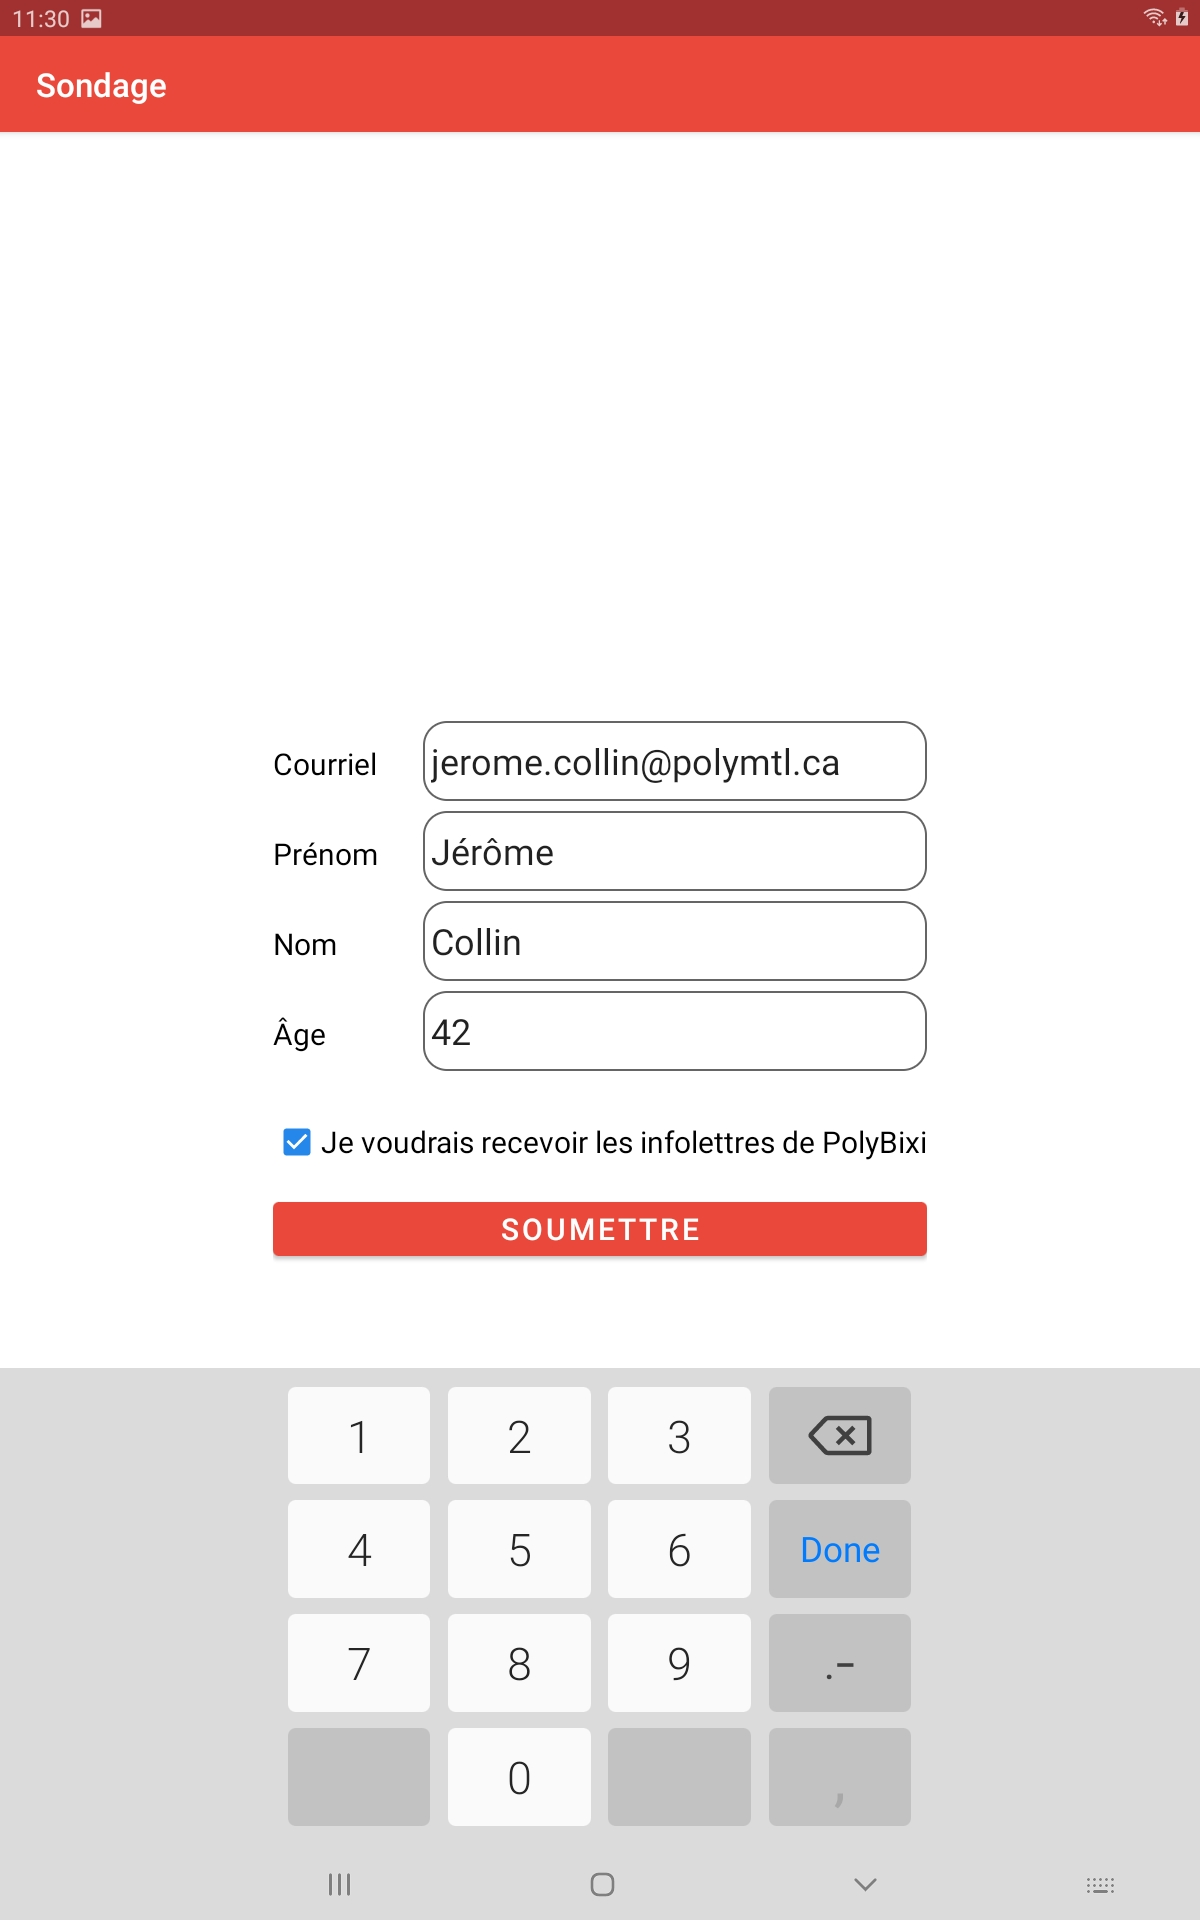 11:30
Sondage
Courriel jerome.collin@polymtl.ca
Prénom Jérôme
Nom Collin
Âge 42
Je voudrais recevoir les infolettres de PolyBixi
SOUMETTRE
1 2 3
4 5 6 Done
7 8 9 .-
0 ,